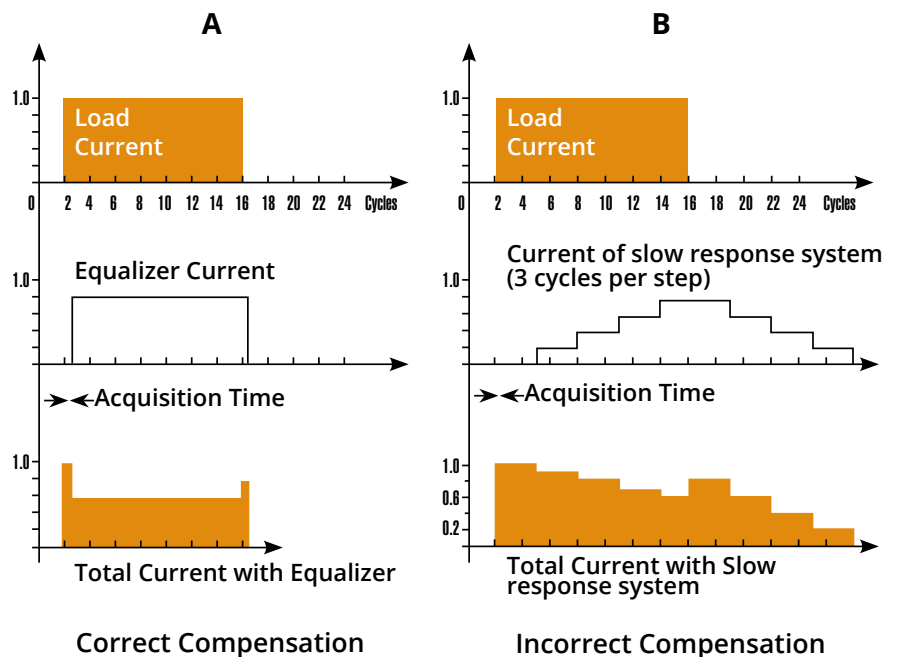 A
1.0
Load
Current
0 2 4 6 8 10 12 14 16 18 20 22 24 Cycles
Equalizer Current
1.0
Acquisition Time
1.0
Total Current with Equalizer
Correct Compensation
B
1.0
Load
Current
0 2 4 6 8 10 12 14 16 18 20 22 24 Cycles
Current of slow response system
(3 cycles per step)
1.0
Acquisition Time
1.0
0.6
0.2
Total Current with Slow
response system
Incorrect Compensation